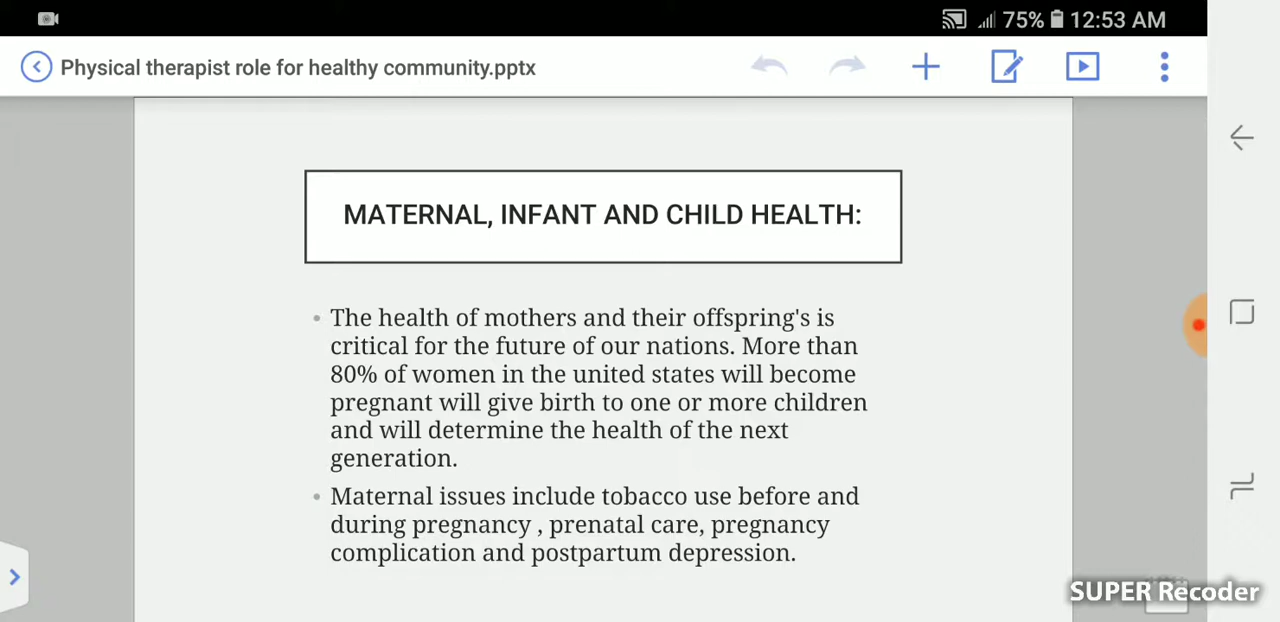 75% 12:53 AM
Physical therapist role for healthy community.pptx
MATERNAL, INFANT AND CHILD HEALTH:
• The health of mothers and their offspring's is
critical for the future of our nations. More than
80% of women in the united states will become
pregnant will give birth to one or more children
and will determine the health of the next
generation.
• Maternal issues include tobacco use before and
during pregnancy , prenatal care, pregnancy
complication and postpartum depression.
SUPER Recoder